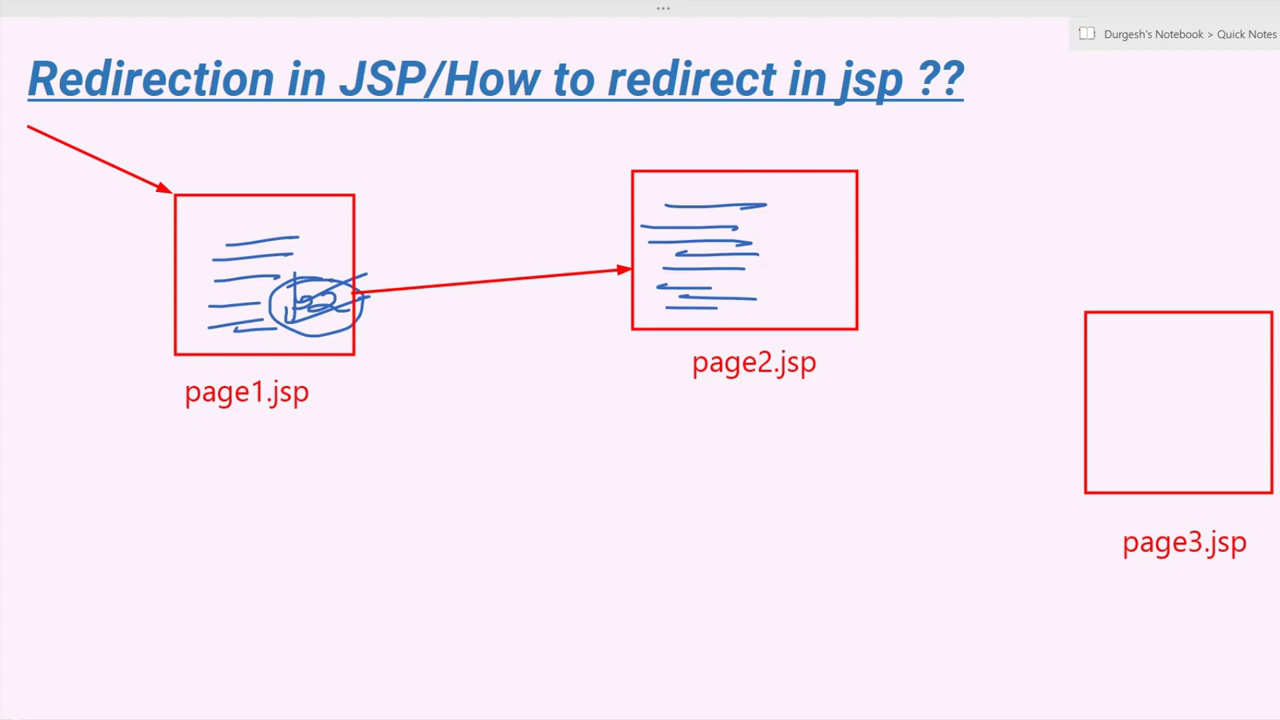 Durgesh's Notebook > Quick Notes
Redirection in JSP/How to redirect in jsp ??
page1.jsp
page2.jsp
page3.jsp